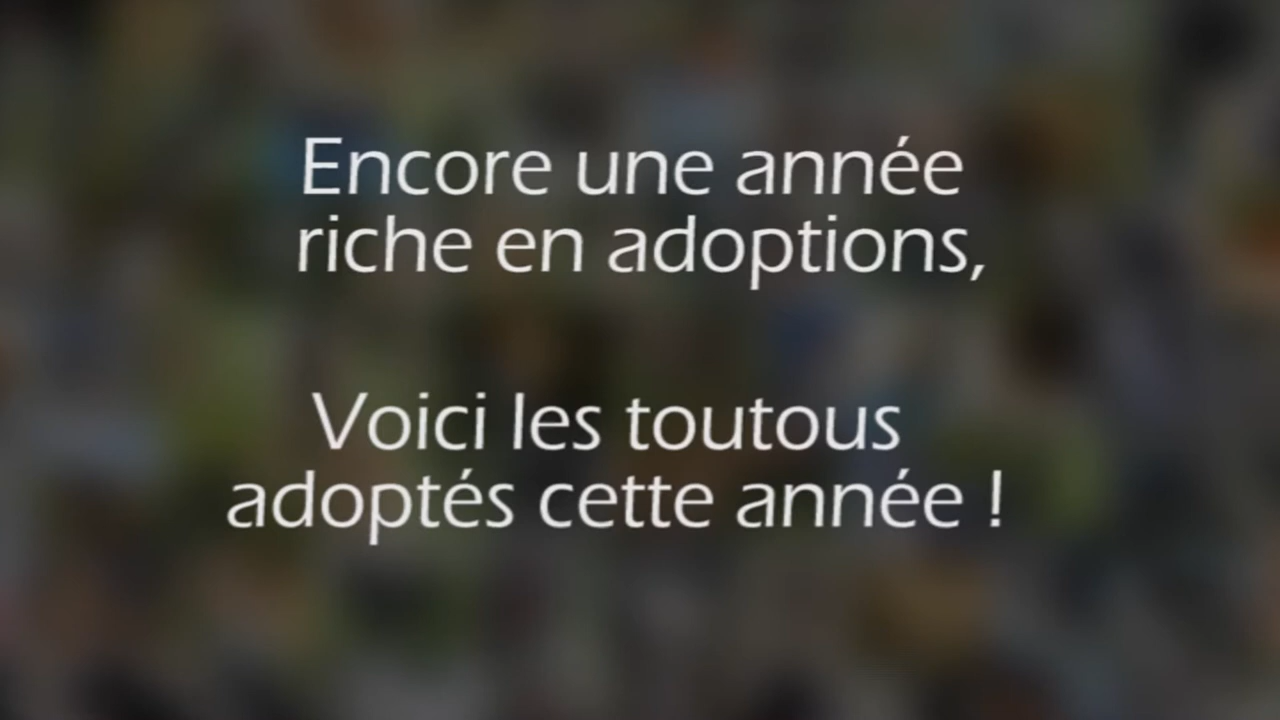 Encore une année
riche en adoptions,
Voici les toutous
adoptés cette année !